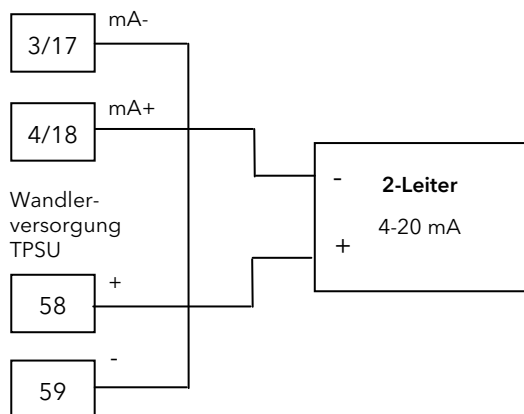 mA-
3/17
mA+
4/18
Wandler-
versorgung
TPSU
+
58
-
59
-
2-Leiter
4-20 mA
+